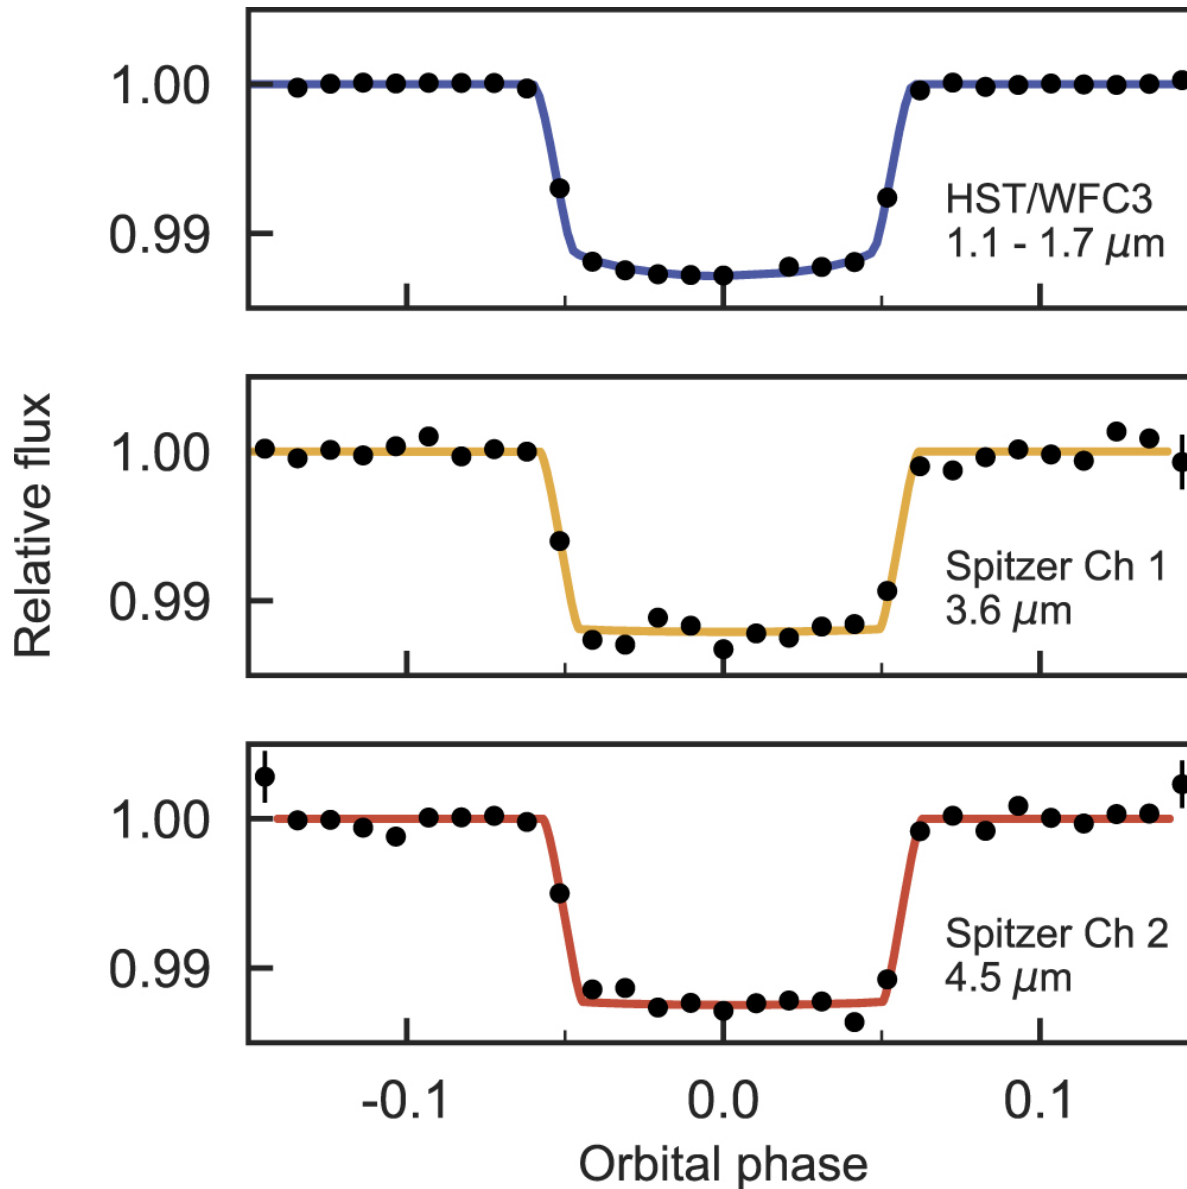 1.00
0.99
HST/WFC3
1.1 - 1.7 μm
Relative flux
1.00
0.99
Spitzer Ch 1
3.6 μm
1.00
0.99
Spitzer Ch 2
4.5 μm
-0.1 0.0 0.1
Orbital phase